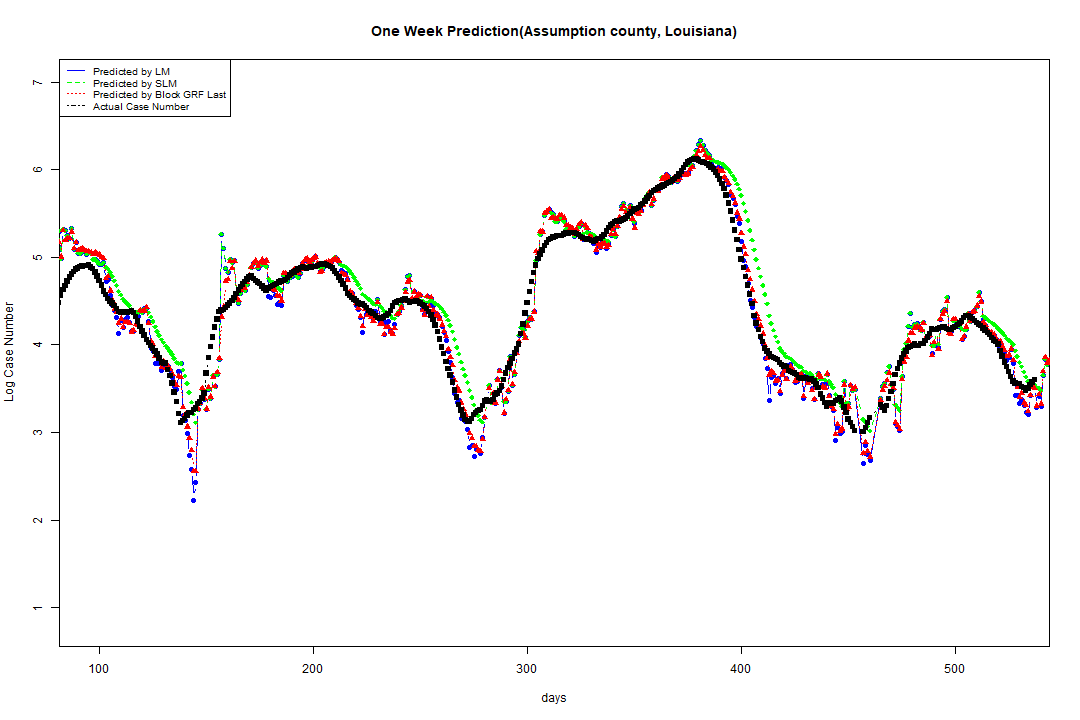 One Week Prediction(Assumption county, Louisiana)
Predicted by LM
Predicted by SLM
Predicted by Block GRF Last
Actual Case Number
7
6
5
4
3
2
1
Log Case Number
100 200 300 400 500
days